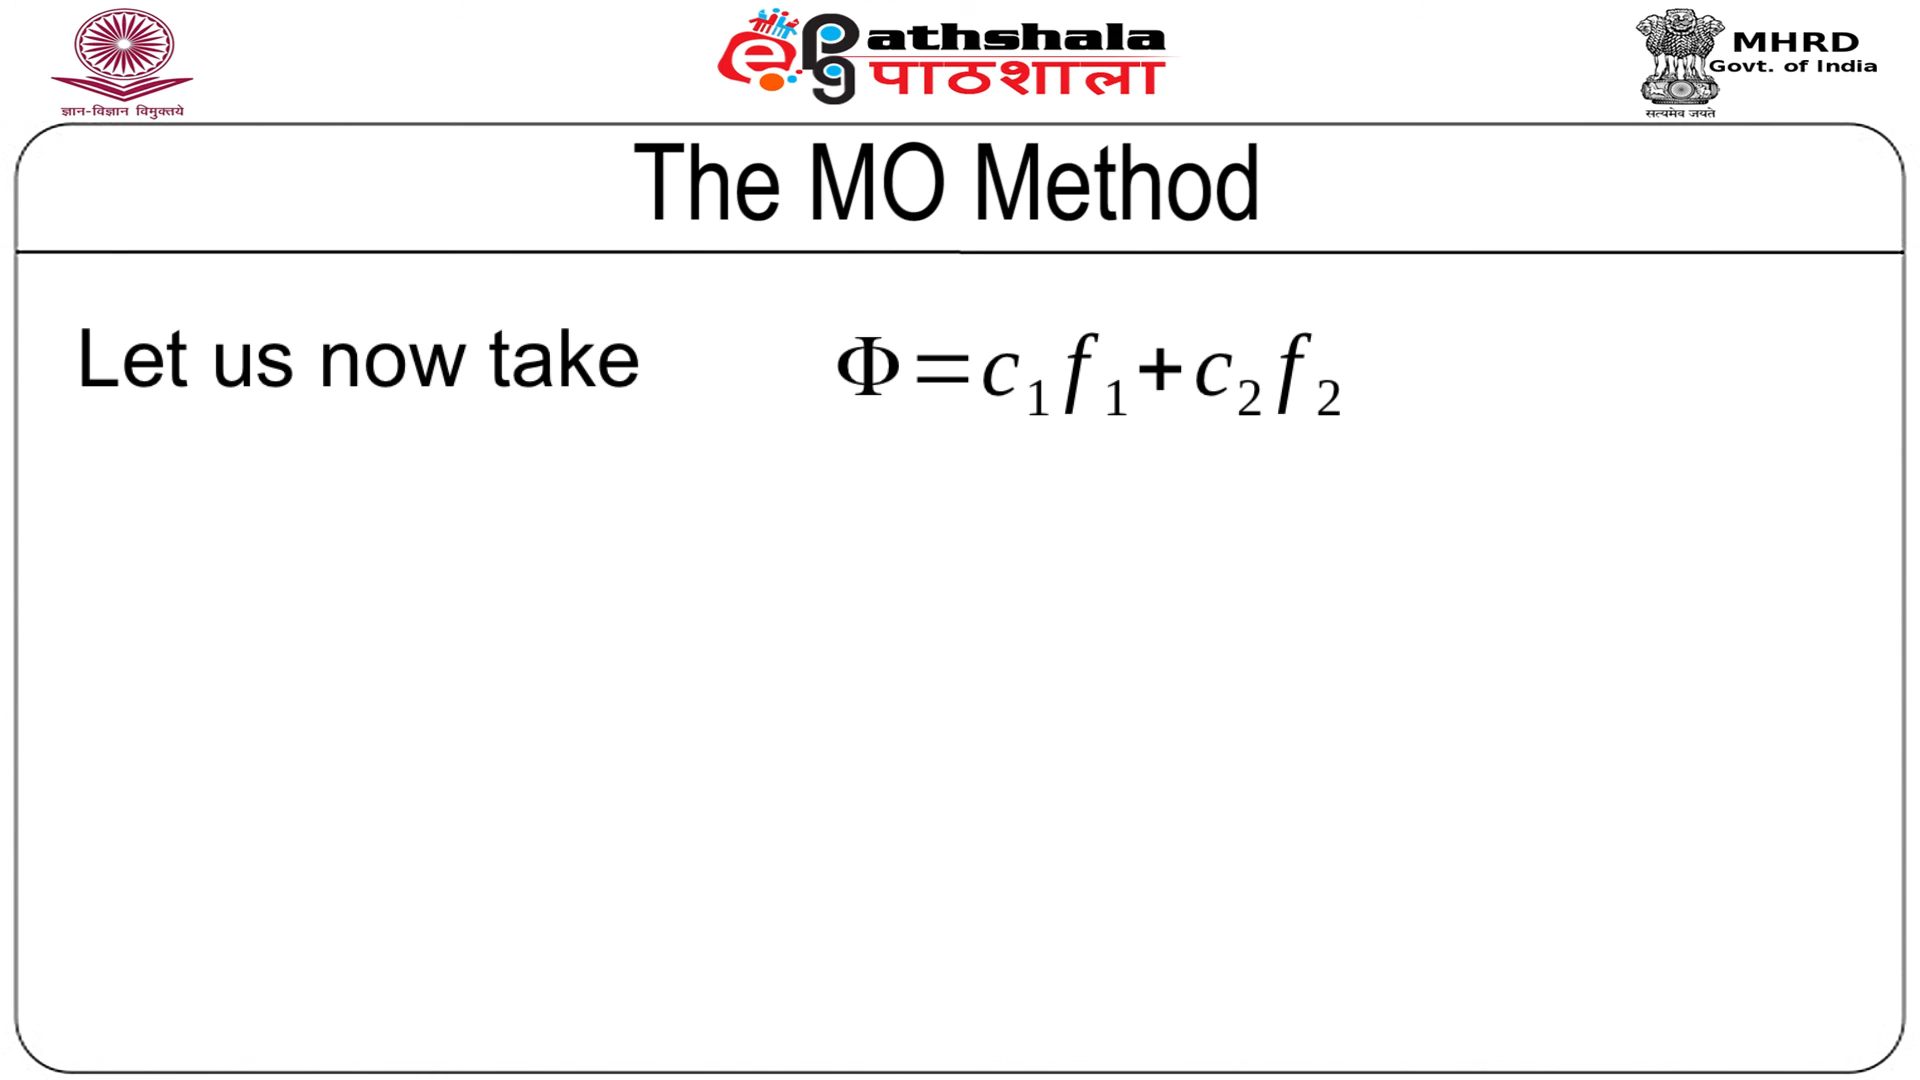 ज्ञान-विज्ञान विमुक्तये
e PG athshala
पाठशाला
MHRD
Govt. of India
सत्यमेव जयते
The MO Method
Let us now take Φ=c₁f₁+c₂f₂